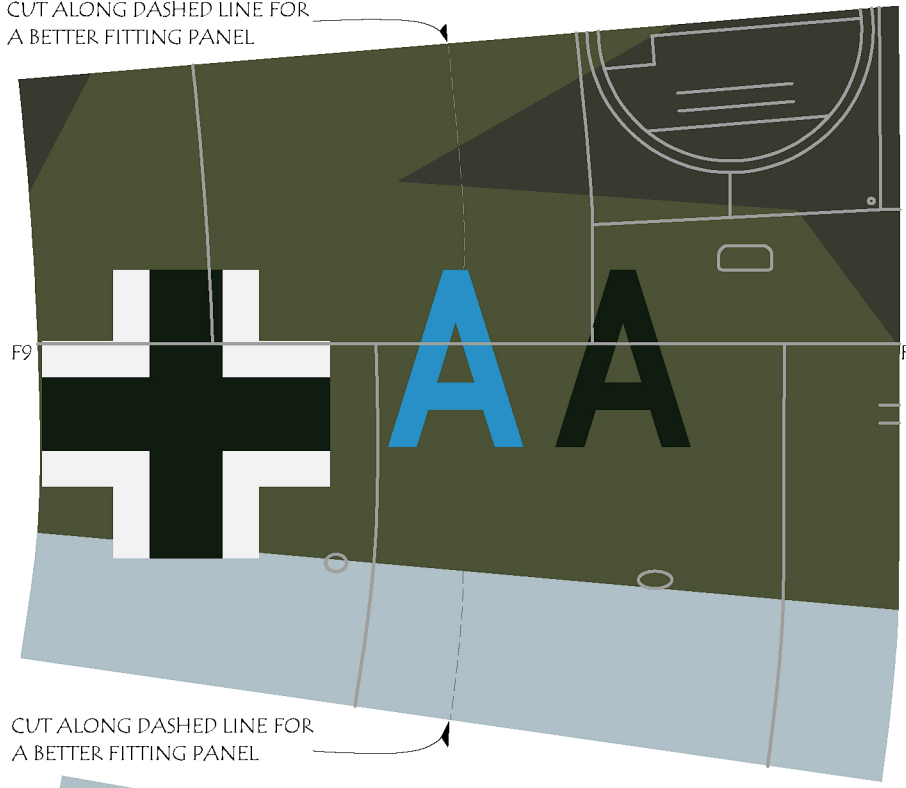 CUT ALONG DASHED LINE FOR
A BETTER FITTING PANEL
A A
F9
CUT ALONG DASHED LINE FOR
A BETTER FITTING PANEL